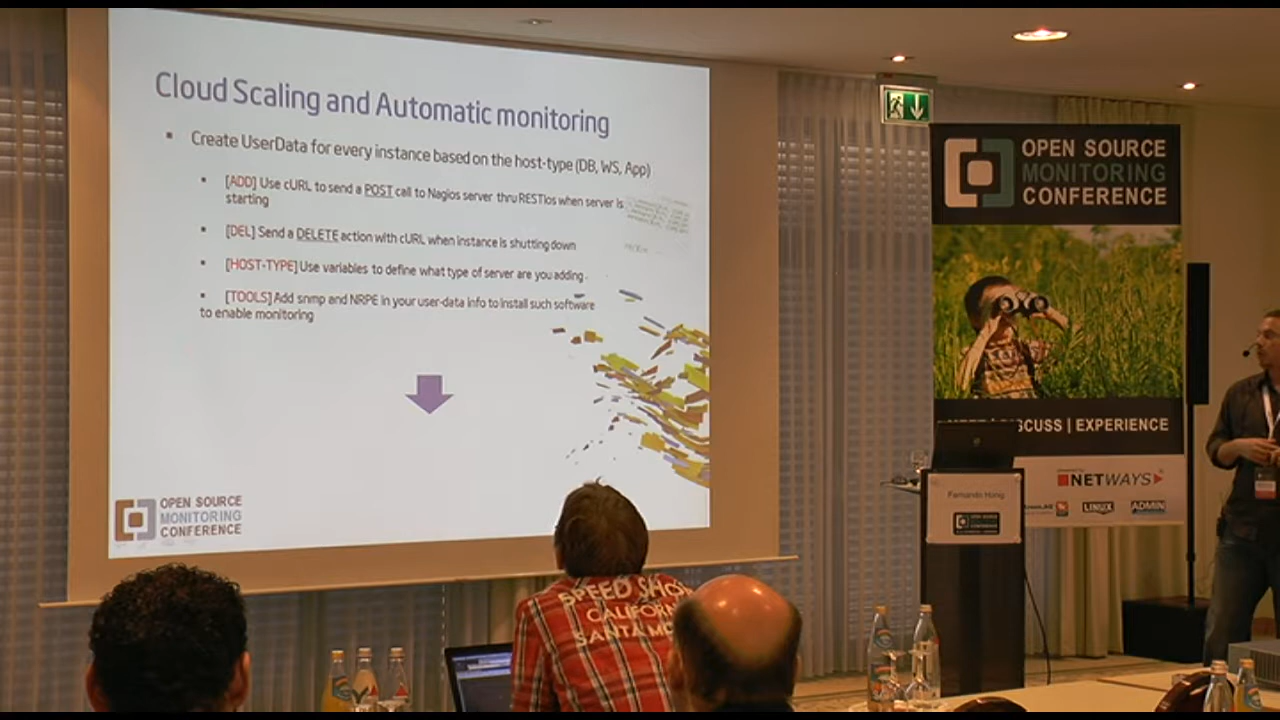 Cloud Scaling and Automatic monitoring
Create UserData for every instance based on the host-type (DB, WS, App)
[ADD] Use cURL to send a POST call to Nagios server thru RESTlos when server is
starting
[DEL] Send a DELETE action with cURL when instance is shutting down
[HOST-TYPE] Use variables to define what type of server are you adding
[TOOLS] Add snmp and NRPE in your user-data info to install such software
to enable monitoring
OPEN SOURCE
MONITORING
CONFERENCE
OPEN SOURCE
MONITORING
CONFERENCE
| EXPERIENCE
NETWAYS
LINUX
ADMIN
Fernando Hong
SPEED SHOP
CALIFORN
SANTA MO